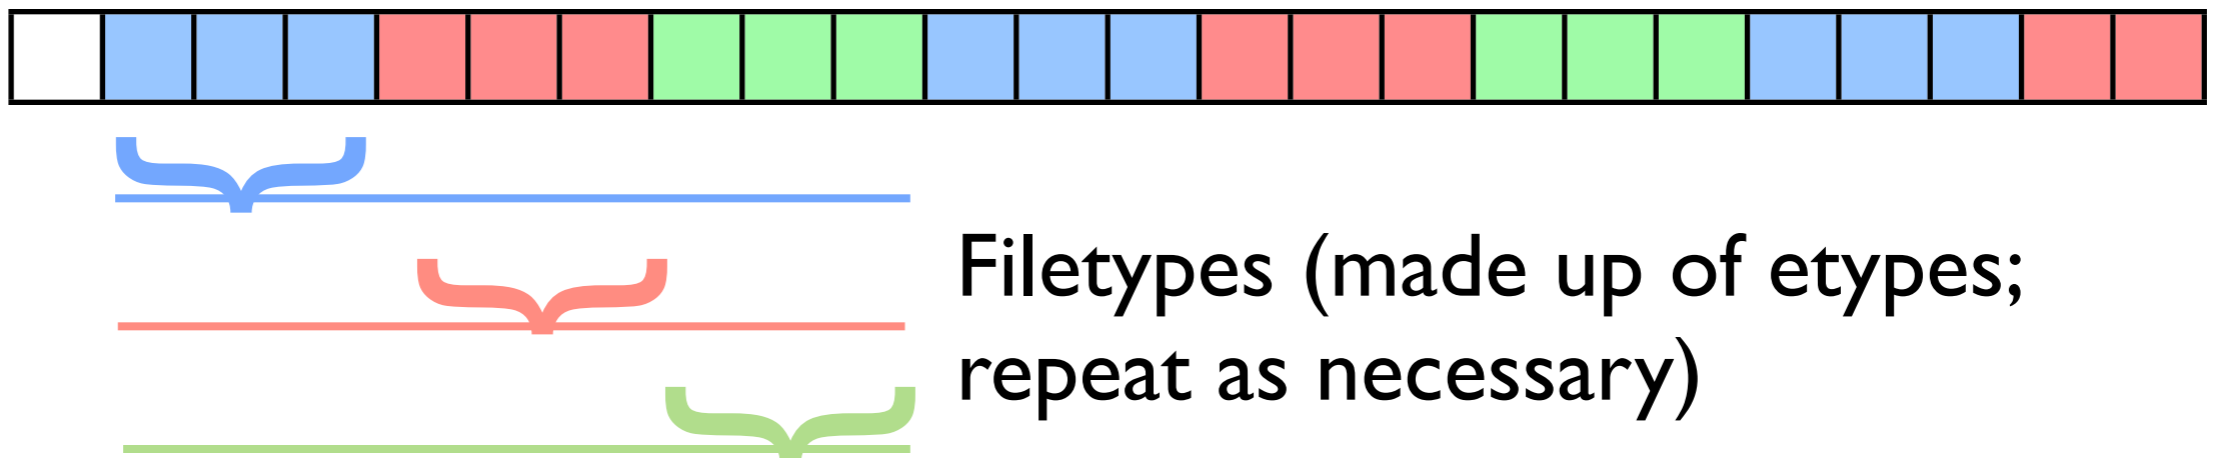 Filetypes (made up of etypes;
repeat as necessary)